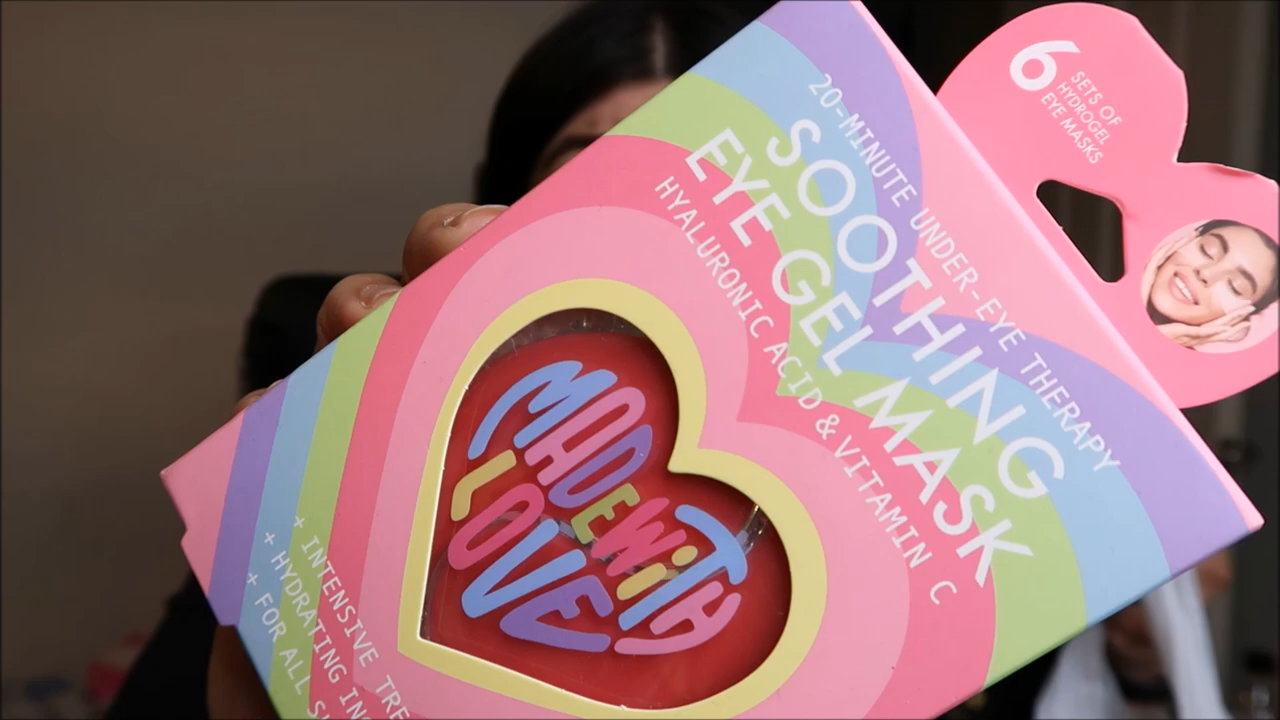 6
SETS OF
HYDROGEL
EYE MASKS
20-MINUTE UNDER-EYE THERAPY
SOOTHING
EYE GEL MASK
HYALURONIC ACID & VITAMIN C
MADE WiTH
LOVE
+ INTENSIVE
+ HYDRATING
+ FOR ALL